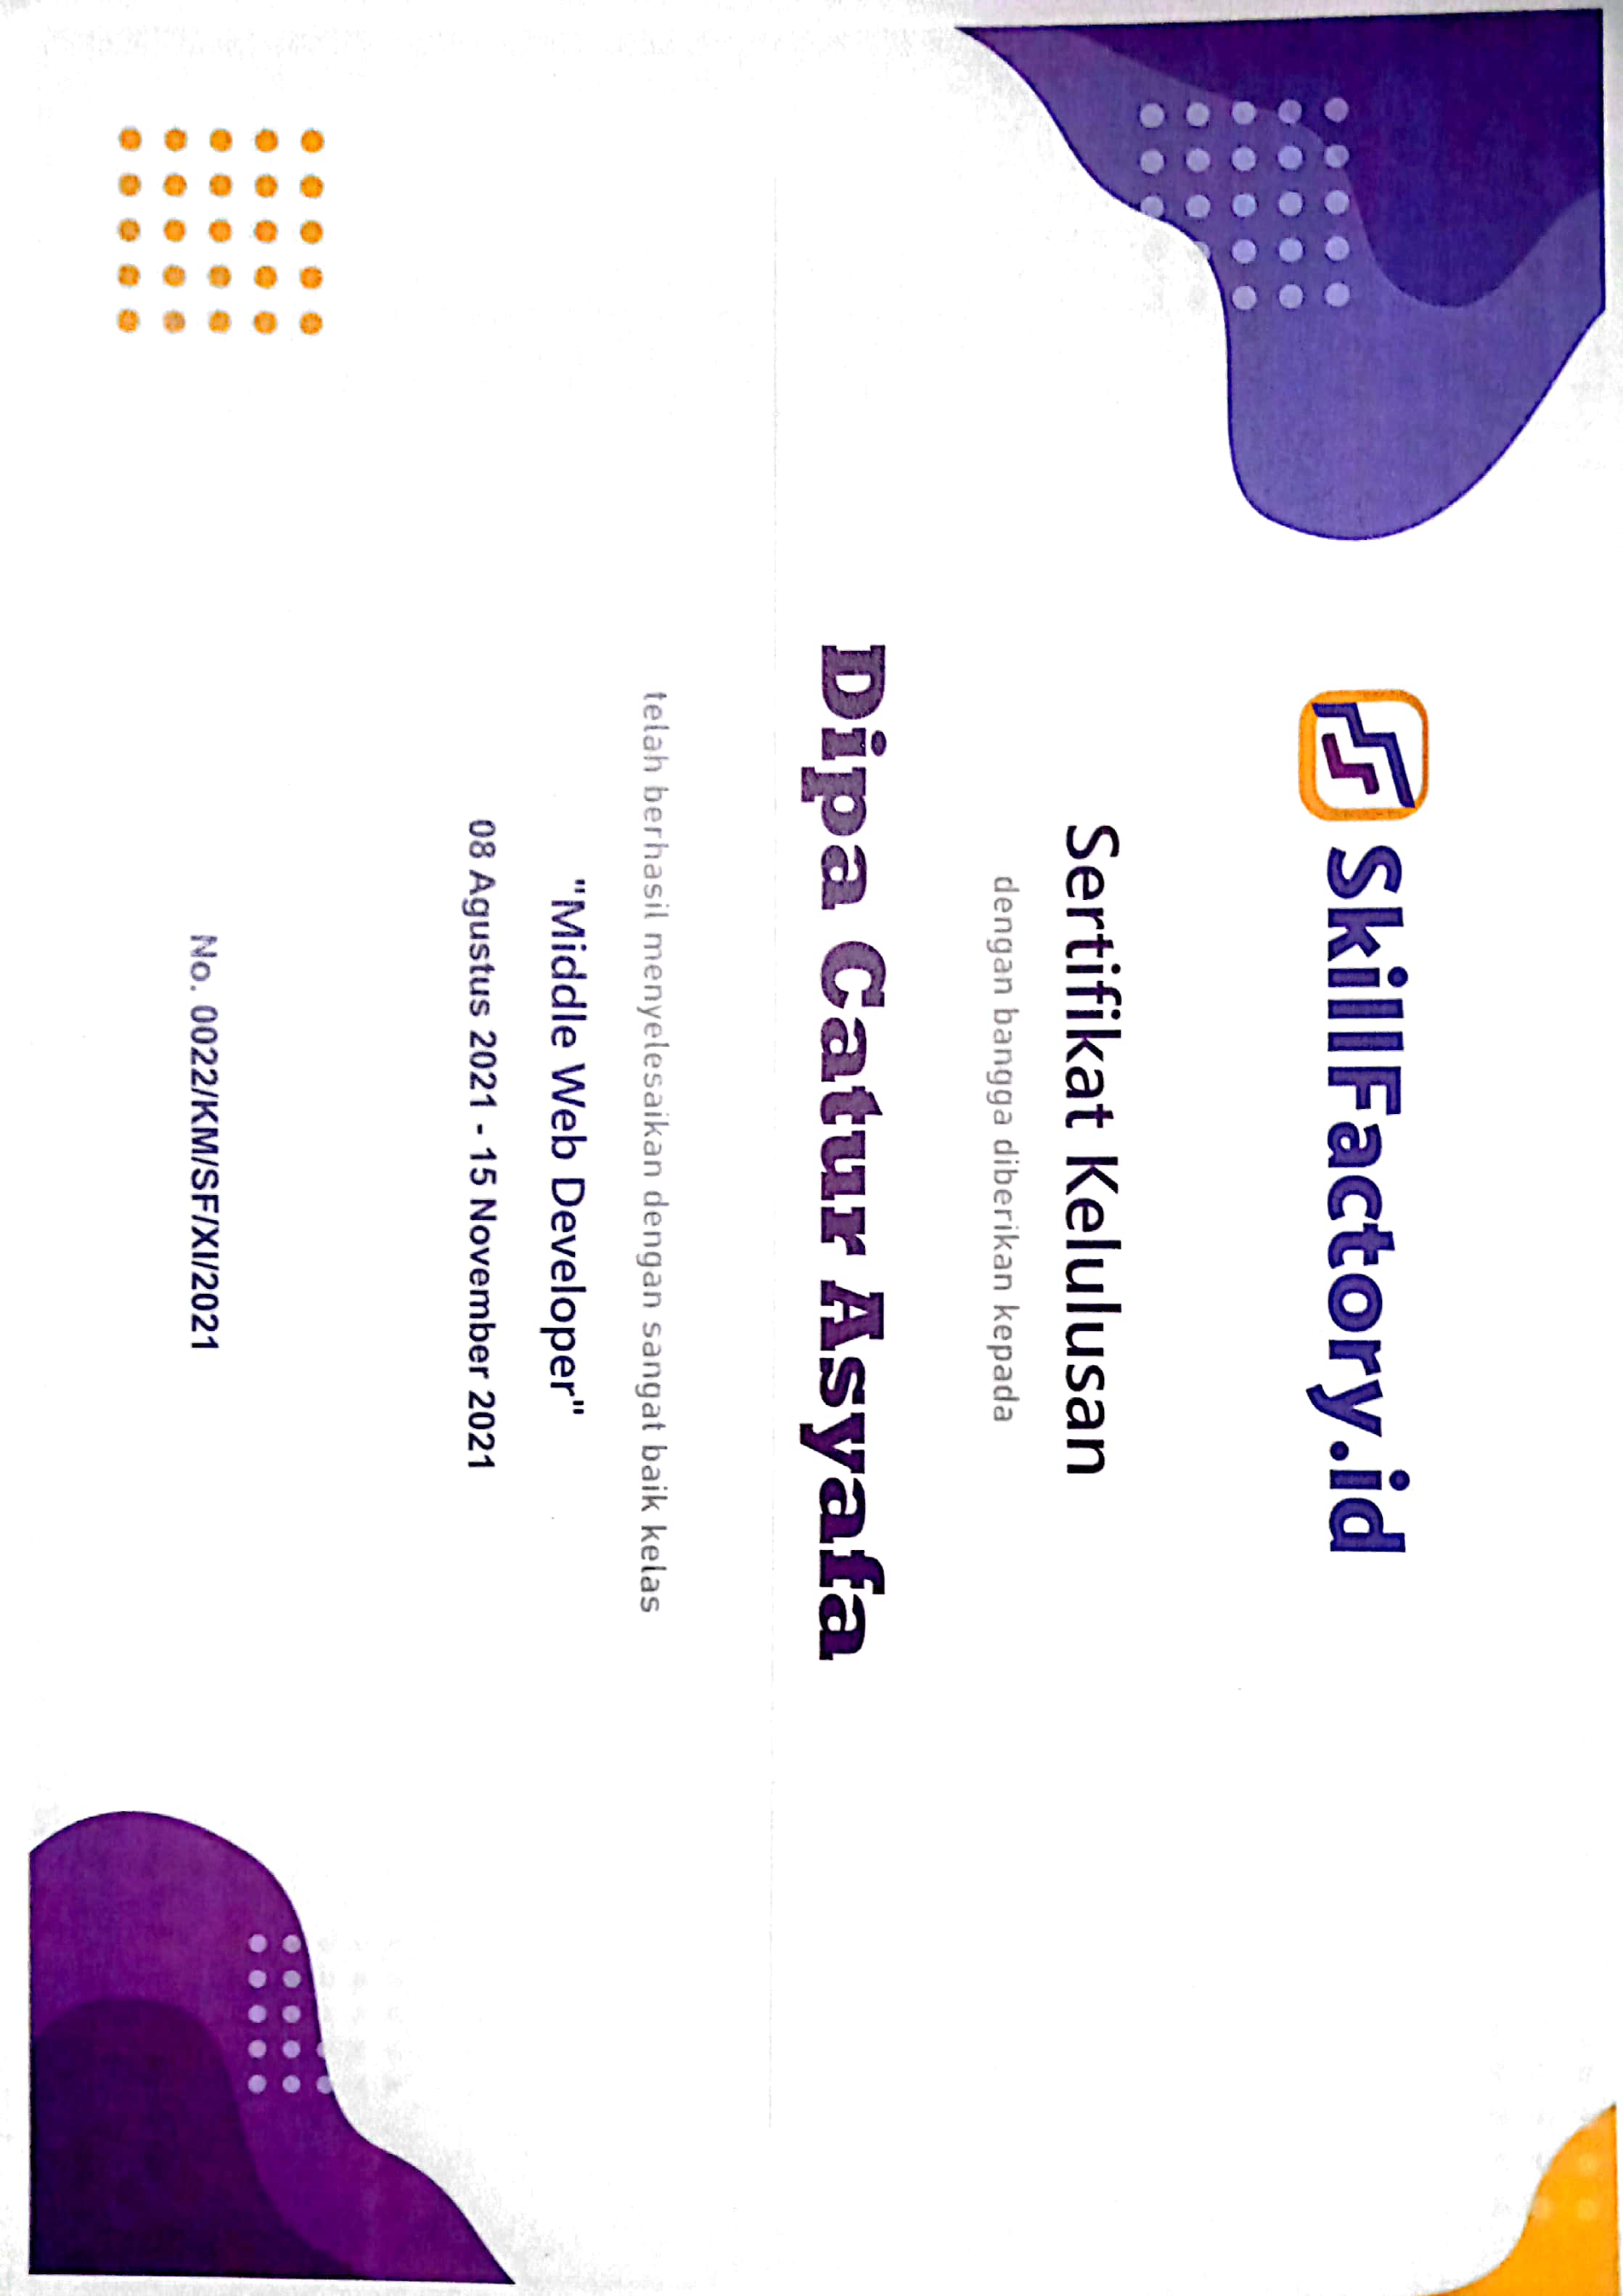 SkillFactory.id
Sertifikat Kelulusan
dengan bangga diberikan kepada
Dipa Catur Asyafa
telah berhasil menyelesaikan dengan sangat baik kelas
"Middle Web Developer"
08 Agustus 2021 - 15 November 2021
No. 0022/KM/SF/XI/2021